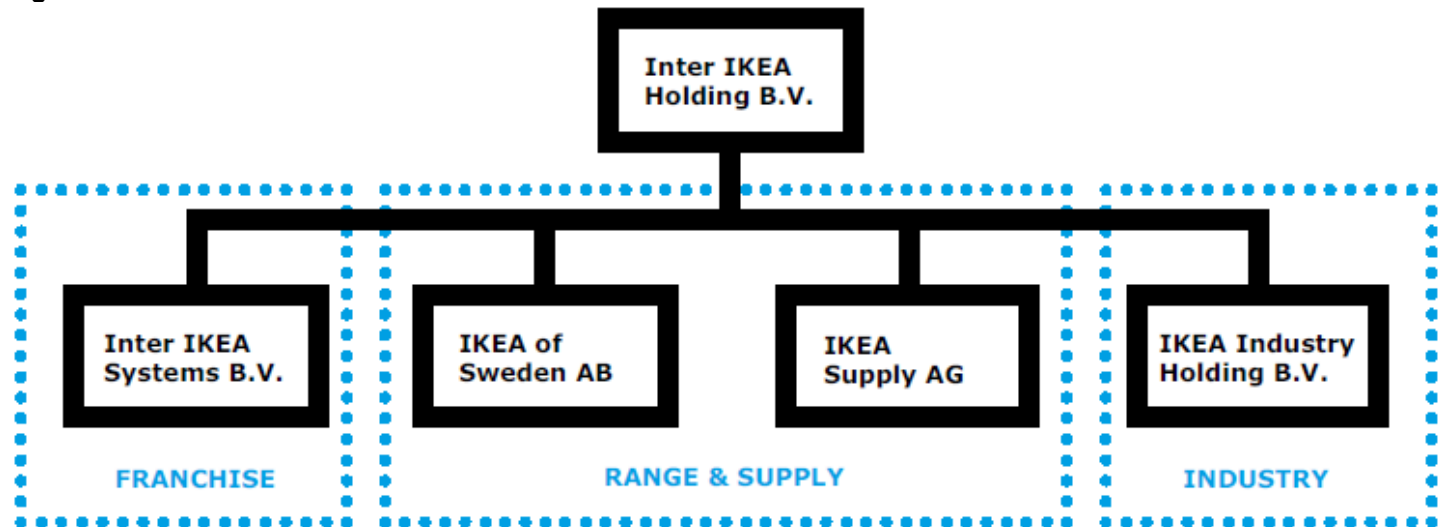 Inter IKEA
Holding B.V.
Inter IKEA
Systems B.V.
IKEA of
Sweden AB
IKEA
Supply AG
IKEA Industry
Holding B.V.
FRANCHISE
RANGE & SUPPLY
INDUSTRY